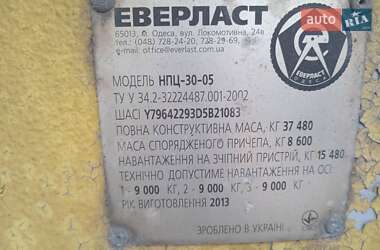 ЕВЕРЛАСТ
65013, м. Одеса, вул. Локомотивна, 24в
тел.: (048) 728-24-20, 728-29-69,
e-mail: office@everlast.com.ua
ЕВЕРЛАСТ
ОДЕСА
МОДЕЛЬ НПЦ-30-05
ТУ У 34.2-32224487.001-2002
ШАСІ Y79642293D5B21083
ПОВНА КОНСТРУКТИВНА МАСА, КГ 37 480
МАСА СПОРЯДЖЕНОГО ПРИЧЕПА, КГ 8 600
НАВАНТАЖЕННЯ НА ЗЧІПНИЙ ПРИСТРІЙ, КГ 15 480
ТЕХНІЧНО ДОПУСТИМЕ НАВАНТАЖЕННЯ НА ОСІ:
1 - 9 000 КГ, 2 - 9 000 КГ, 3 - 9 000 КГ
РІК ВИГОТОВЛЕННЯ 2013
ЗРОБЛЕНО В УКРАЇНІ
AUTO.RIA